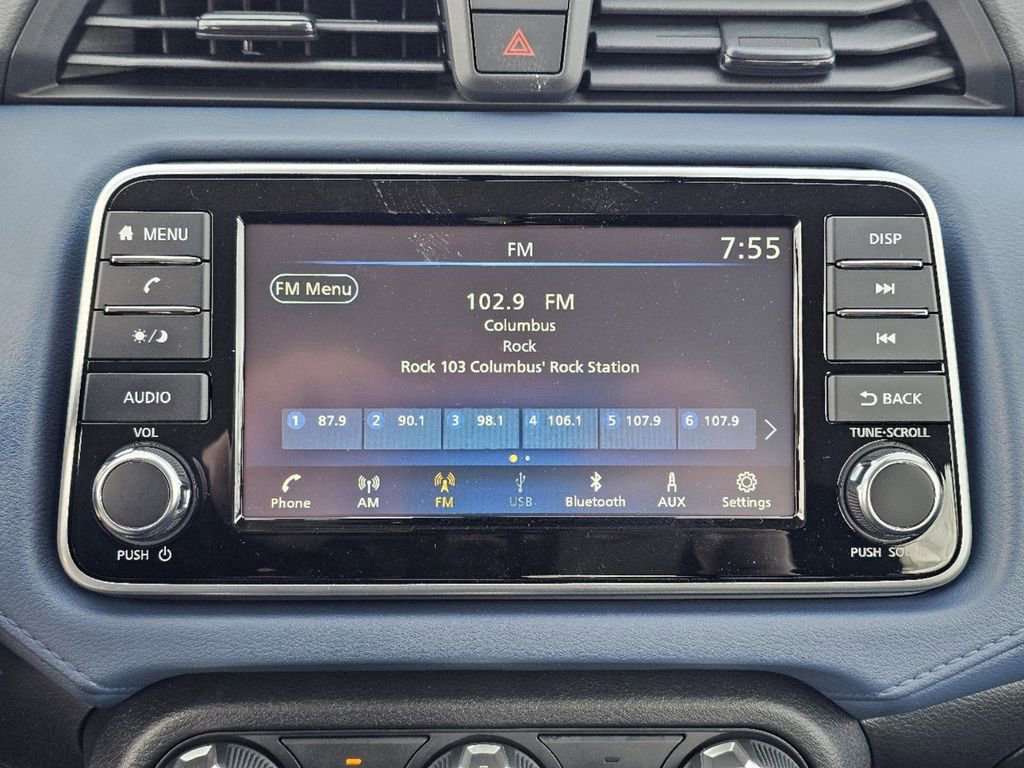 MENU
AUDIO
VOL
PUSH
FM
7:55
FM Menu
102.9 FM
Columbus
Rock
Rock 103 Columbus' Rock Station
1 87.9 2 90.1 3 98.1 4 106.1 5 107.9 6 107.9
Phone AM FM USB Bluetooth AUX Settings
DISP
BACK
TUNE·SCROLL
PUSH SOUND